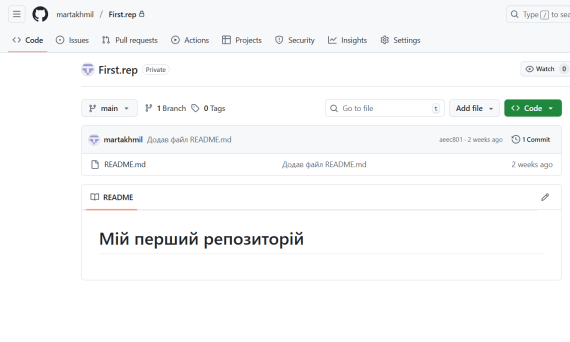 martakhmil / First.rep
Type / to sea
Code Issues Pull requests Actions Projects Security Insights Settings
First.rep Private Watch 0
main 1 Branch 0 Tags Go to file t Add file Code
martakhmil Додав файл README.md aeec801 · 2 weeks ago 1 Commit
README.md Додав файл README.md 2 weeks ago
README
Мій перший репозиторій